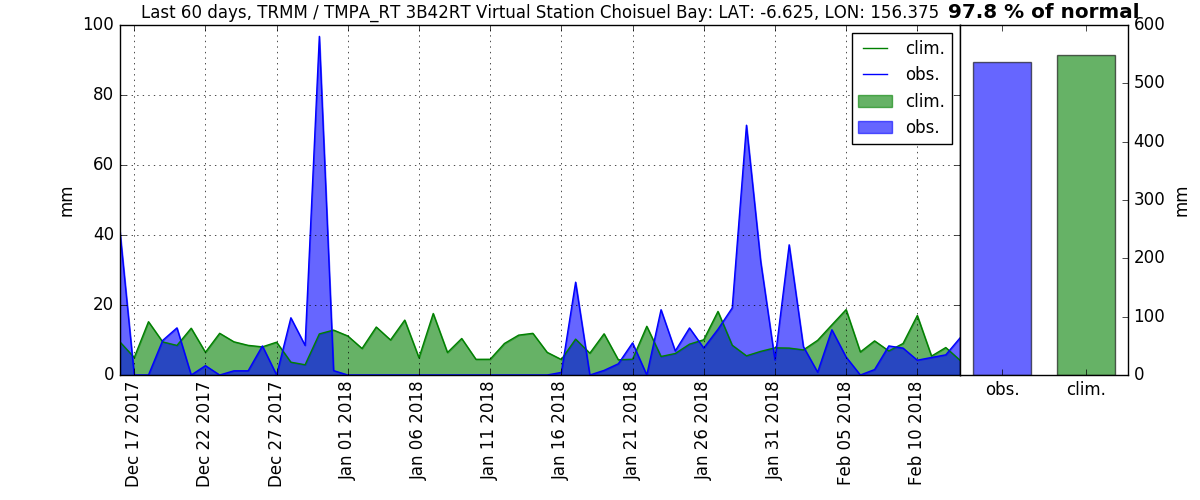 Last 60 days, TRMM / TMPA_RT 3B42RT Virtual Station Choisuel Bay: LAT: -6.625, LON: 156.375 97.8 % of normal
100
80
60
40
20
0
mm
clim.
obs.
clim.
obs.
600
500
400
300
200
100
0
mm
obs. clim.
Dec 17 2017
Dec 22 2017
Dec 27 2017
Jan 01 2018
Jan 06 2018
Jan 11 2018
Jan 16 2018
Jan 21 2018
Jan 26 2018
Jan 31 2018
Feb 05 2018
Feb 10 2018